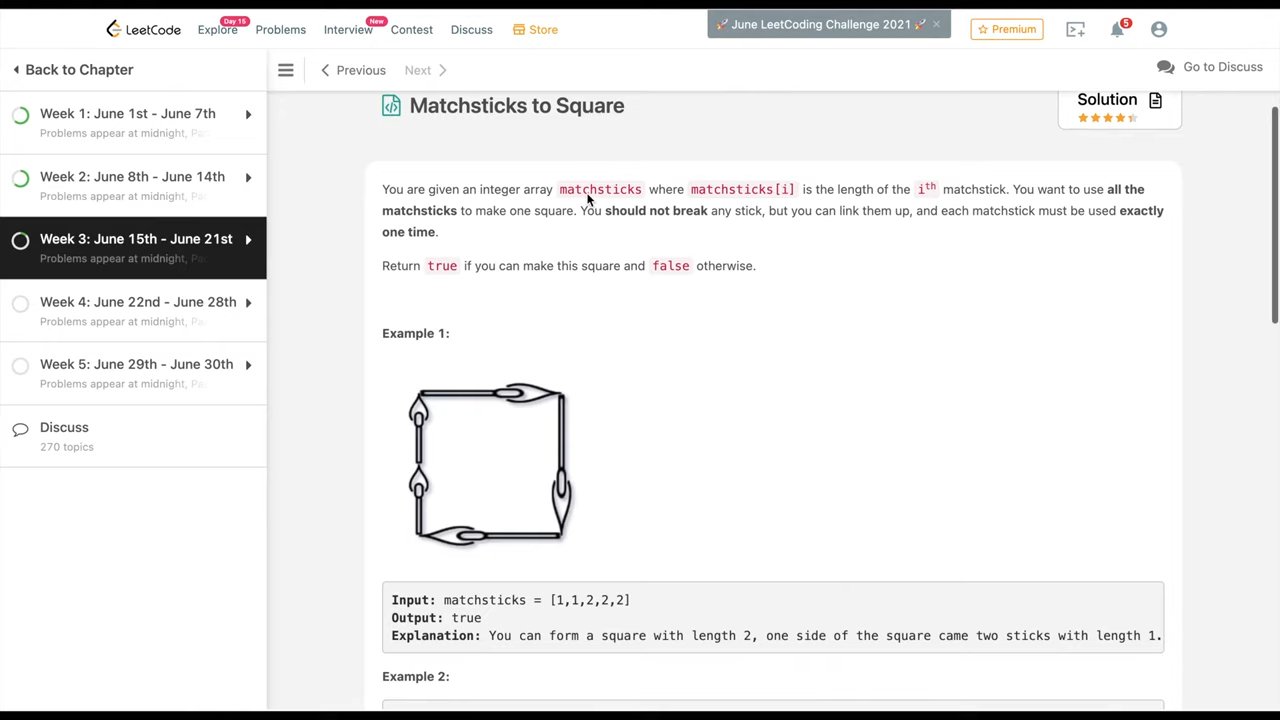 LeetCode
Explore
Day 15
Problems
Interview
New
Contest
Discuss
Store
🚀 June LeetCoding Challenge 2021 🚀 ×
Premium
5
Back to Chapter
Previous
Next
Go to Discuss
Week 1: June 1st - June 7th
Problems appear at midnight,
Week 2: June 8th - June 14th
Problems appear at midnight,
Week 3: June 15th - June 21st
Problems appear at midnight,
Week 4: June 22nd - June 28th
Problems appear at midnight,
Week 5: June 29th - June 30th
Problems appear at midnight,
Discuss
270 topics
Matchsticks to Square
Solution
You are given an integer array matchsticks where matchsticks[i] is the length of the ith matchstick. You want to use all the
matchsticks to make one square. You should not break any stick, but you can link them up, and each matchstick must be used exactly
one time.
Return true if you can make this square and false otherwise.
Example 1:
Input: matchsticks = [1,1,2,2,2]
Output: true
Explanation: You can form a square with length 2, one side of the square came two sticks with length 1.
Example 2: